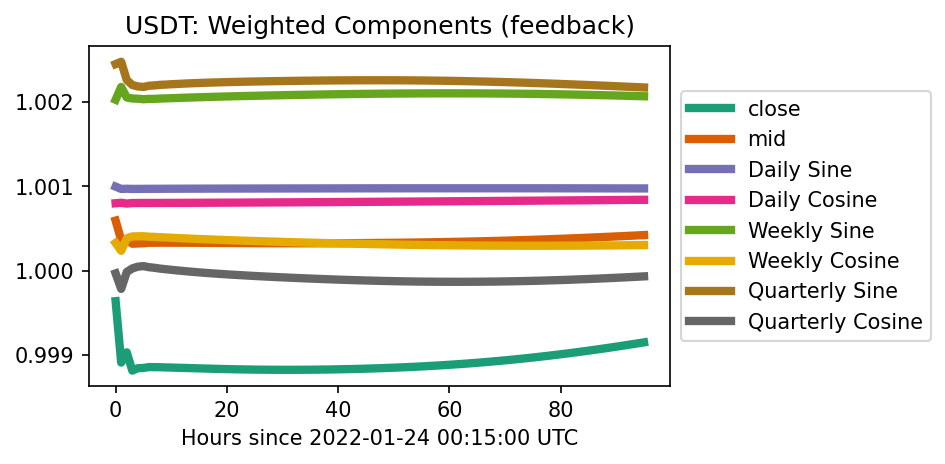 USDT: Weighted Components (feedback)
1.002
1.001
1.000
0.999
0 20 40 60 80
Hours since 2022-01-24 00:15:00 UTC
close
mid
Daily Sine
Daily Cosine
Weekly Sine
Weekly Cosine
Quarterly Sine
Quarterly Cosine